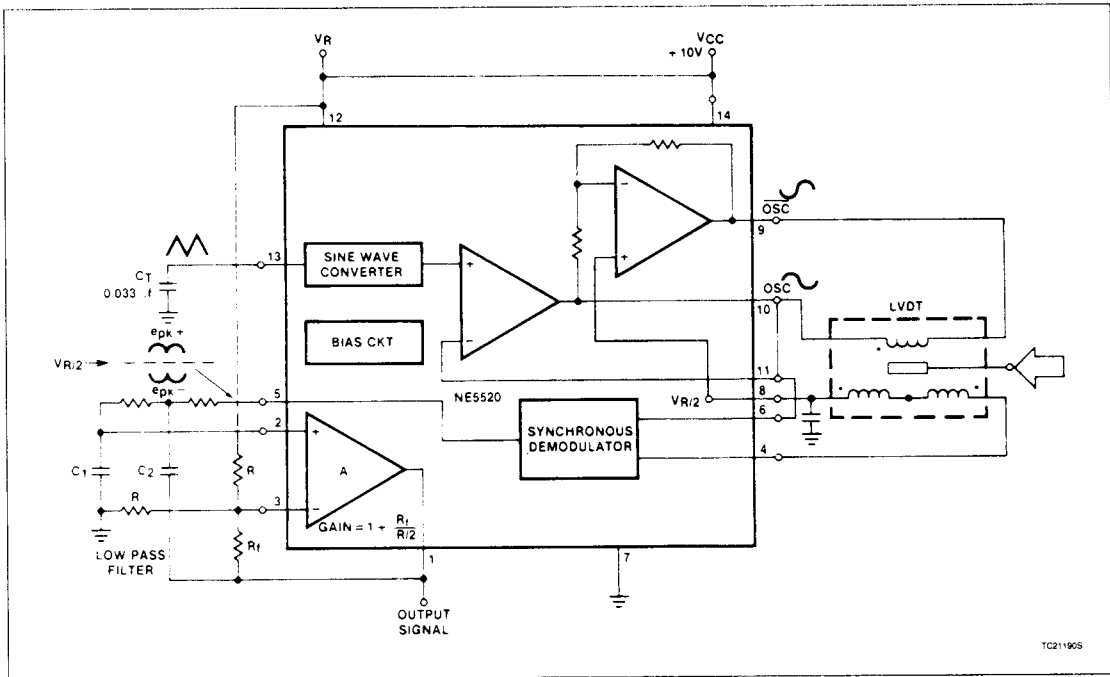 VR
VCC
+ 10V
12
14
OSC
9
13
SINE WAVE
CONVERTER
+
−
−
+
CT
0.033 .f
OSC
10
LVDT
BIAS CKT
epk +
VR/2
epk −
11
5
NE5520
VR/2
8
6
2
SYNCHRONOUS
DEMODULATOR
4
+
C1
C2
R
A
R
3
−
GAIN = 1 + Rf
R/2
LOW PASS
FILTER
Rf
1
7
OUTPUT
SIGNAL
TC21190S